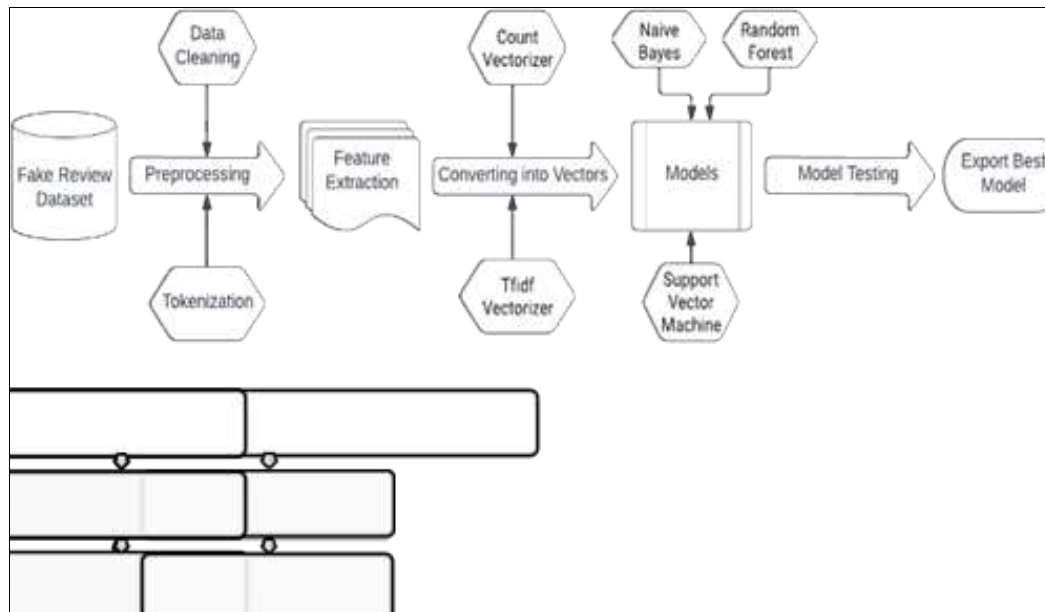 Data
Cleaning
Count
Vectorizer
Naive
Bayes
Random
Forest
Fake Review
Dataset
Preprocessing
Feature
Extraction
Converting into Vectors
Models
Model Testing
Export Best
Model
Tokenization
Tfidf
Vectorizer
Support
Vector
Machine